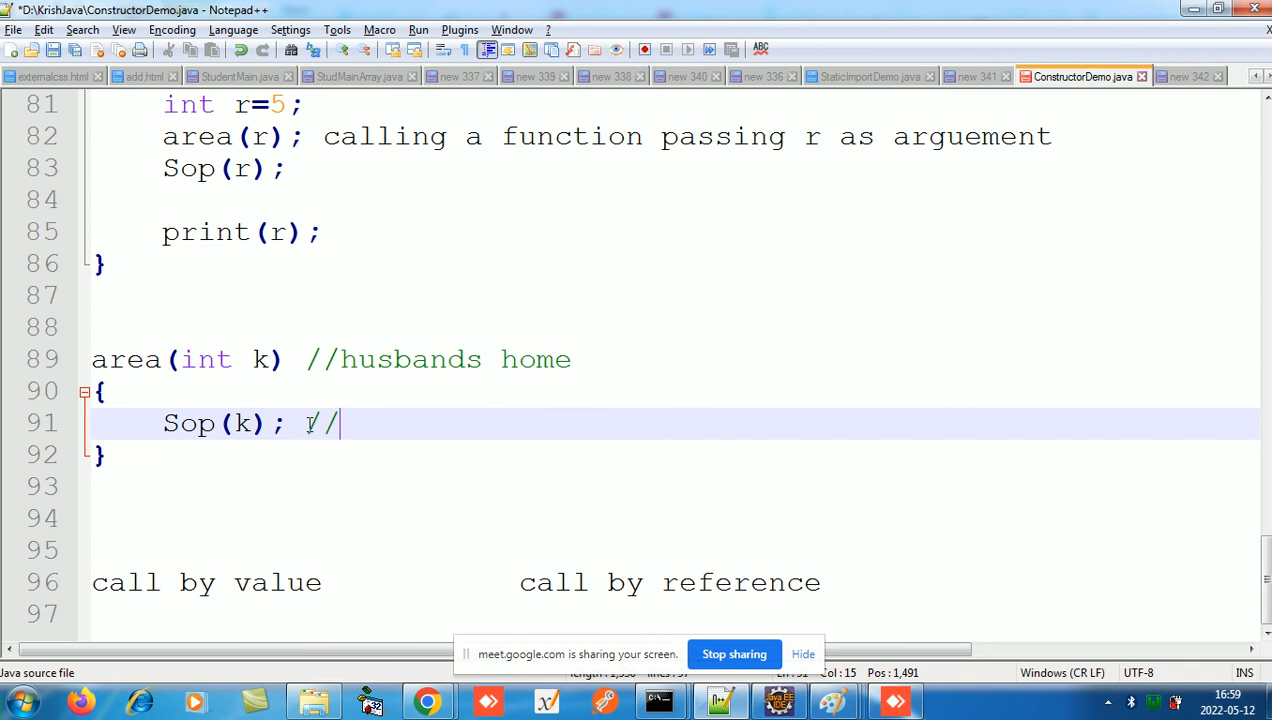 *D:\KrishJava\ConstructorDemo.java - Notepad++
File Edit Search View Encoding Language Settings Tools Macro Run Plugins Window ?
externalcss.html add.html StudentMain.java StudMainArray.java new 337 new 339 new 338 new 340 new 336 StaticImportDemo.java new 341 ConstructorDemo.java new 342
81 int r=5;
82 area(r); calling a function passing r as arguement
83 Sop(r);
84
85 print(r);
86 }
87
88
89 area(int k) //husbands home
90 {
91 Sop(k); //
92 }
93
94
95
96 call by value call by reference
97
meet.google.com is sharing your screen. Stop sharing Hide
Java source file Col : 15 Pos : 1,491 Windows (CR LF) UTF-8 INS
16:59
2022-05-12